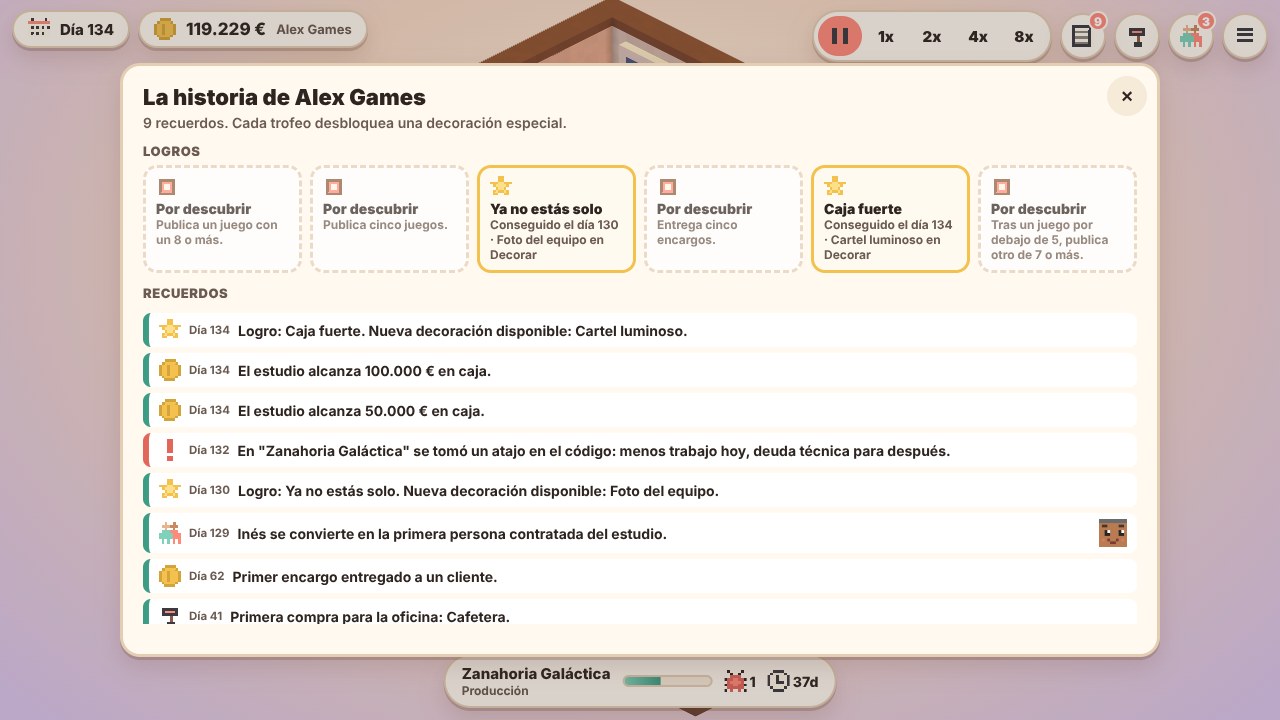 Día 134
119.229 € Alex Games
1x 2x 4x 8x
9
3
La historia de Alex Games
×
9 recuerdos. Cada trofeo desbloquea una decoración especial.
LOGROS
Por descubrir
Publica un juego con
un 8 o más.
Por descubrir
Publica cinco juegos.
Ya no estás solo
Conseguido el día 130
· Foto del equipo en
Decorar
Por descubrir
Entrega cinco
encargos.
Caja fuerte
Conseguido el día 134
· Cartel luminoso en
Decorar
Por descubrir
Tras un juego por
debajo de 5, publica
otro de 7 o más.
RECUERDOS
Día 134 Logro: Caja fuerte. Nueva decoración disponible: Cartel luminoso.
Día 134 El estudio alcanza 100.000 € en caja.
Día 134 El estudio alcanza 50.000 € en caja.
Día 132 En "Zanahoria Galáctica" se tomó un atajo en el código: menos trabajo hoy, deuda técnica para después.
Día 130 Logro: Ya no estás solo. Nueva decoración disponible: Foto del equipo.
Día 129 Inés se convierte en la primera persona contratada del estudio.
Día 62 Primer encargo entregado a un cliente.
Día 41 Primera compra para la oficina: Cafetera.
Zanahoria Galáctica
Producción
1
37d